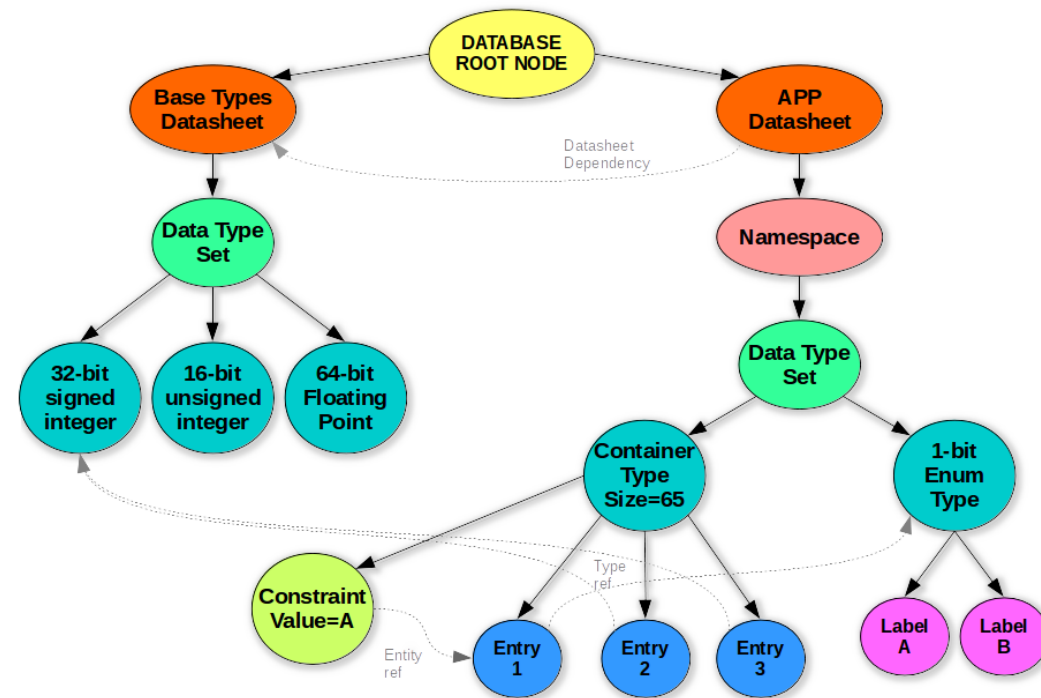 DATABASE
ROOT NODE
Base Types
Datasheet
APP
Datasheet
Datasheet
Dependency
Data Type
Set
Namespace
32-bit
signed
integer
16-bit
unsigned
integer
64-bit
Floating
Point
Data Type
Set
Container
Type
Size=65
1-bit
Enum
Type
Type
ref
Constraint
Value=A
Entity
ref
Entry
1
Entry
2
Entry
3
Label
A
Label
B